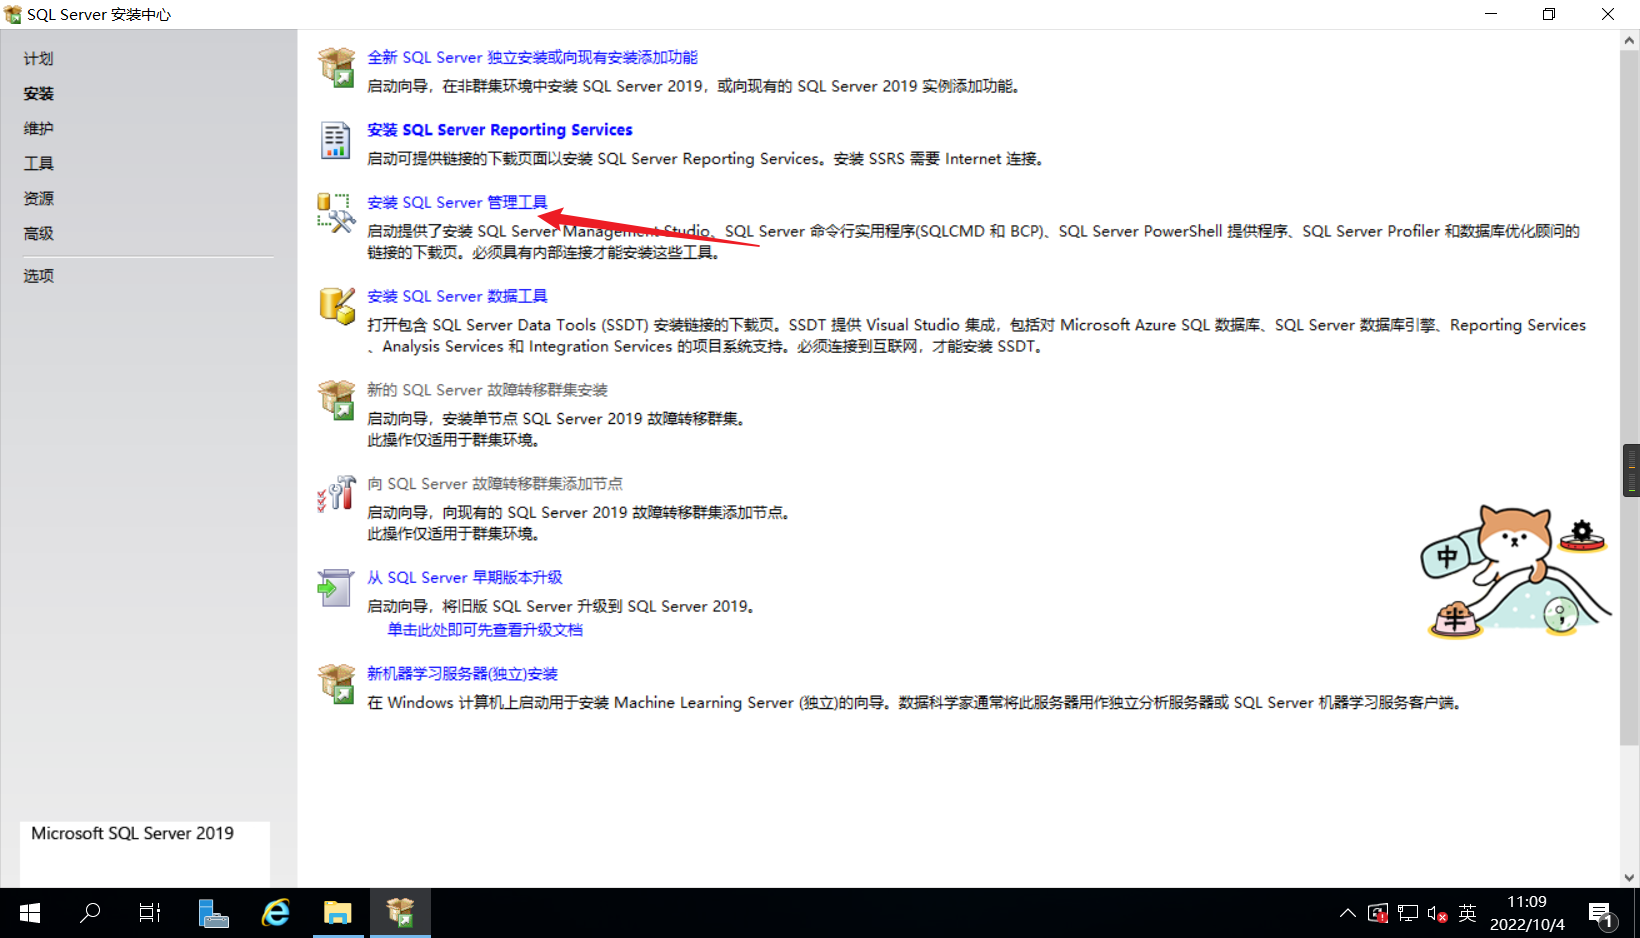 SQL Server 安装中心
计划
安装
维护
工具
资源
高级
选项
Microsoft SQL Server 2019
全新 SQL Server 独立安装或向现有安装添加功能
启动向导，在非群集环境中安装 SQL Server 2019，或向现有的 SQL Server 2019 实例添加功能。
安装 SQL Server Reporting Services
启动可提供链接的下载页面以安装 SQL Server Reporting Services。安装 SSRS 需要 Internet 连接。
安装 SQL Server 管理工具
启动提供了安装 SQL Server Management Studio、SQL Server 命令行实用程序(SQLCMD 和 BCP)、SQL Server PowerShell 提供程序、SQL Server Profiler 和数据库优化顾问的
链接的下载页。必须具有内部连接才能安装这些工具。
安装 SQL Server 数据工具
打开包含 SQL Server Data Tools (SSDT) 安装链接的下载页。SSDT 提供 Visual Studio 集成，包括对 Microsoft Azure SQL 数据库、SQL Server 数据库引擎、Reporting Services
、Analysis Services 和 Integration Services 的项目系统支持。必须连接到互联网，才能安装 SSDT。
新的 SQL Server 故障转移群集安装
启动向导，安装单节点 SQL Server 2019 故障转移群集。
此操作仅适用于群集环境。
向 SQL Server 故障转移群集添加节点
启动向导，向现有的 SQL Server 2019 故障转移群集添加节点。
此操作仅适用于群集环境。
从 SQL Server 早期版本升级
启动向导，将旧版 SQL Server 升级到 SQL Server 2019。
单击此处即可先查看升级文档
新机器学习服务器(独立)安装
在 Windows 计算机上启动用于安装 Machine Learning Server (独立)的向导。数据科学家通常将此服务器用作独立分析服务器或 SQL Server 机器学习服务客户端。
中
半
英
11:09
2022/10/4
1